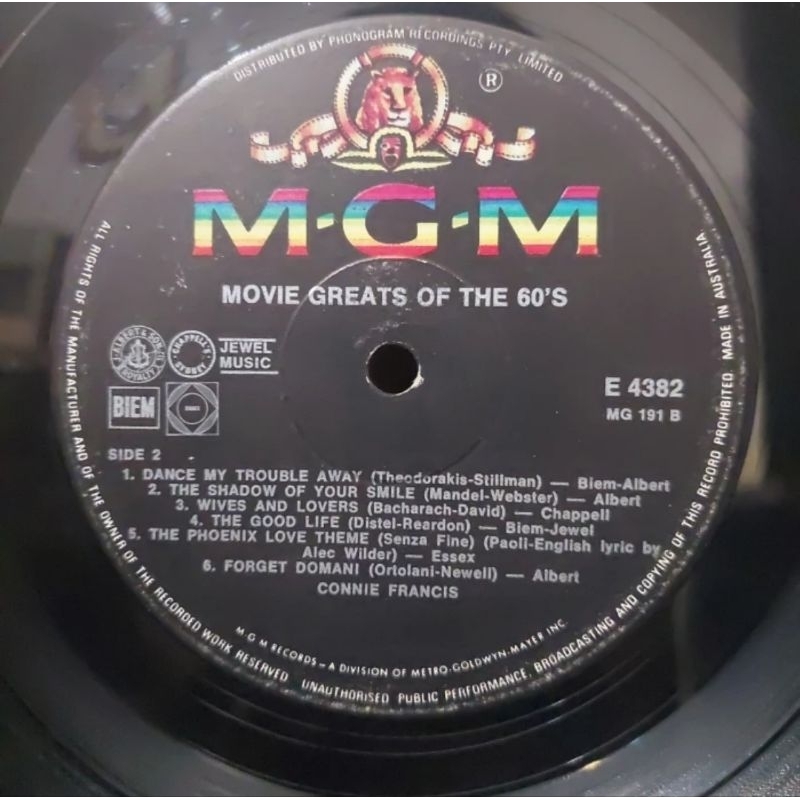 DISTRIBUTED BY PHONOGRAM RECORDINGS PTY. LIMITED
®
M·G·M
MOVIE GREATS OF THE 60'S
ALBERT & SON
ROYALTY
CHAPPELL'S
SYDNEY
JEWEL
MUSIC
BIEM
E 4382
MG 191 B
SIDE 2
1. DANCE MY TROUBLE AWAY (Theodorakis-Stillman) — Biem-Albert
2. THE SHADOW OF YOUR SMILE (Mandel-Webster) — Albert
3. WIVES AND LOVERS (Bacharach-David) — Chappell
4. THE GOOD LIFE (Distel-Reardon) — Biem-Jewel
5. THE PHOENIX LOVE THEME (Senza Fine) (Paoli-English lyric by
Alec Wilder) — Essex
6. FORGET DOMANI (Ortolani-Newell) — Albert
CONNIE FRANCIS
M G M RECORDS – A DIVISION OF METRO-GOLDWYN-MAYER INC.
ALL RIGHTS OF THE MANUFACTURER AND OF THE OWNER OF THE RECORDED WORK RESERVED UNAUTHORISED PUBLIC PERFORMANCE, BROADCASTING AND COPYING OF THIS RECORD PROHIBITED. MADE IN AUSTRALIA.